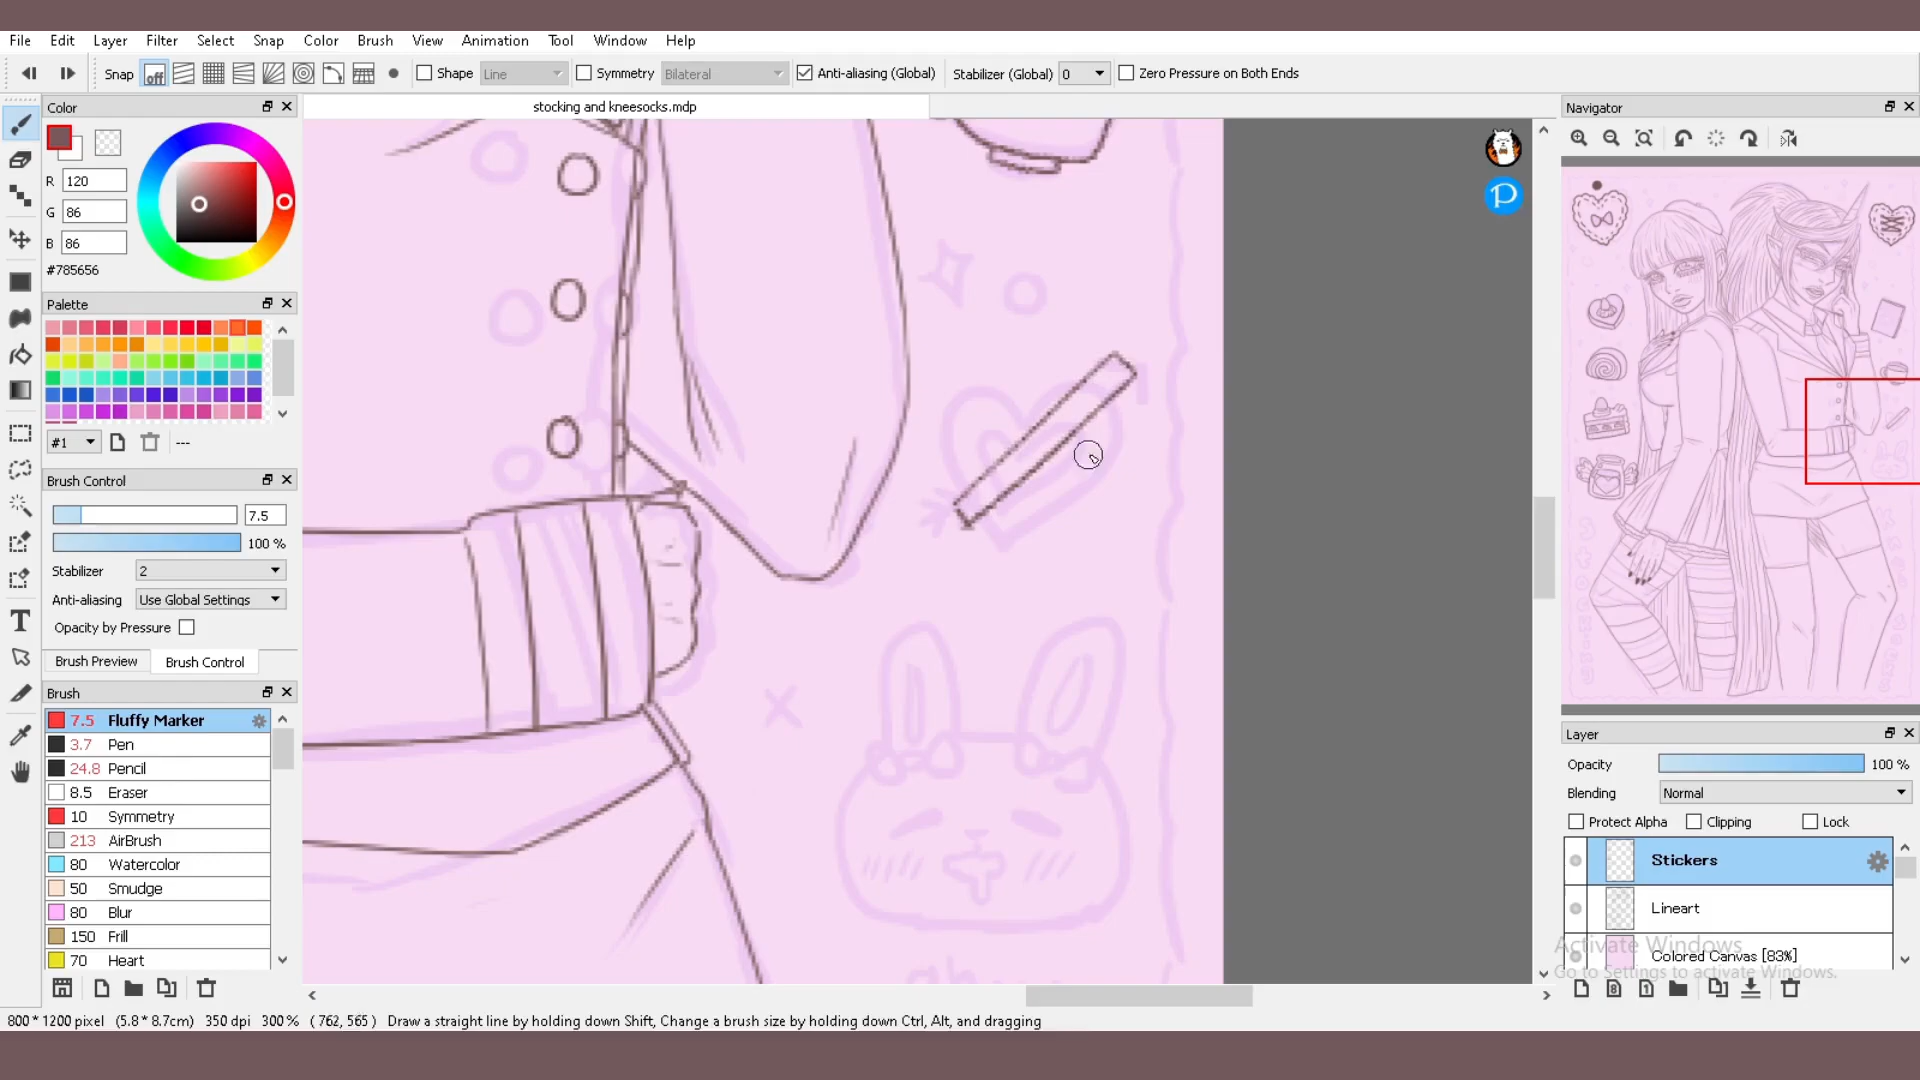 File Edit Layer Filter Select Snap Color Brush View Animation Tool Window Help
Snap off Shape Line Symmetry Bilateral Anti-aliasing (Global) Stabilizer (Global) 0 Zero Pressure on Both Ends
Color
stocking and kneesocks.mdp
Navigator
R 120
G 86
B 86
#785656
Palette
#1 ---
Brush Control
7.5
100 %
Stabilizer 2
Anti-aliasing Use Global Settings
Opacity by Pressure
Brush Preview Brush Control
Brush
7.5 Fluffy Marker
3.7 Pen
24.8 Pencil
8.5 Eraser
10 Symmetry
213 AirBrush
80 Watercolor
50 Smudge
80 Blur
150 Frill
70 Heart
Layer
Opacity 100 %
Blending Normal
Protect Alpha Clipping Lock
Stickers
Lineart
Colored Canvas [83%]
Activate Windows
Go to Settings to activate Windows.
800 * 1200 pixel (5.8 * 8.7cm) 350 dpi 300 % ( 762, 565 ) Draw a straight line by holding down Shift, Change a brush size by holding down Ctrl, Alt, and dragging